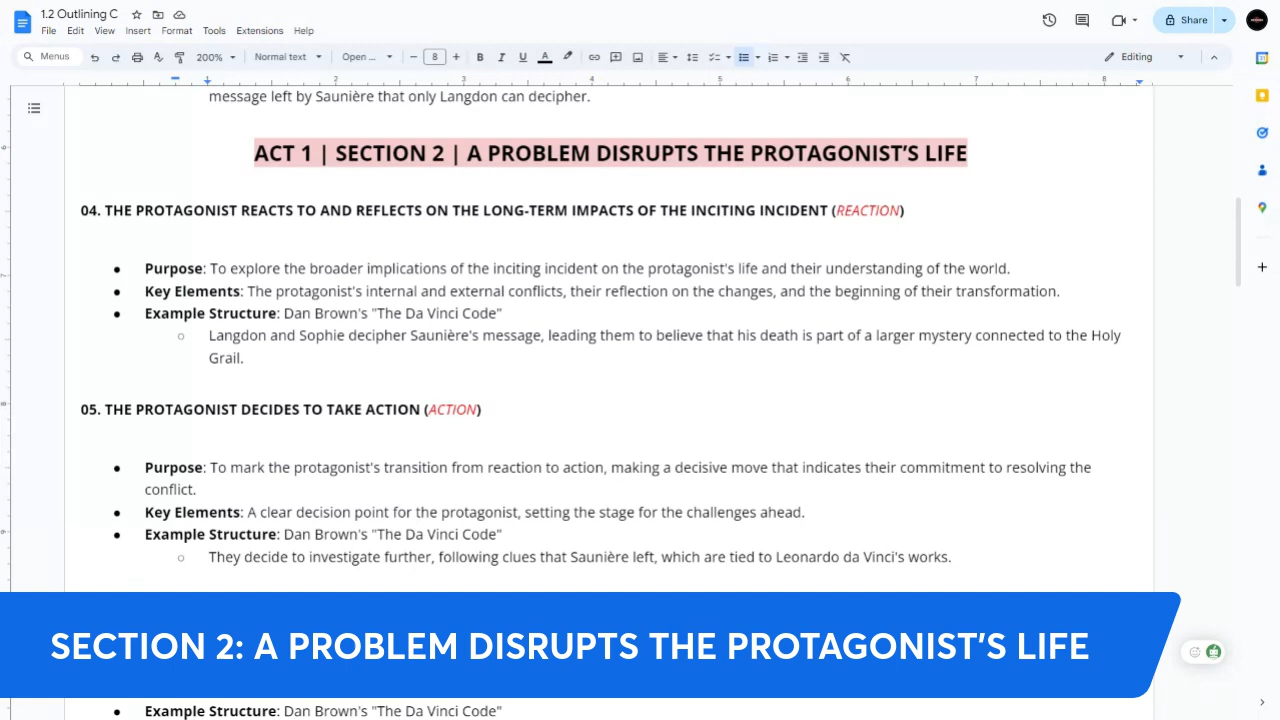 1.2 Outlining C
File Edit View Insert Format Tools Extensions Help
Share
Menus
200%
Normal text
Open ...
8
B I U A
Editing
2 3 4 5 6 7 8
message left by Saunière that only Langdon can decipher.
ACT 1 | SECTION 2 | A PROBLEM DISRUPTS THE PROTAGONIST’S LIFE
04. THE PROTAGONIST REACTS TO AND REFLECTS ON THE LONG-TERM IMPACTS OF THE INCITING INCIDENT (REACTION)
● Purpose: To explore the broader implications of the inciting incident on the protagonist's life and their understanding of the world.
● Key Elements: The protagonist's internal and external conflicts, their reflection on the changes, and the beginning of their transformation.
● Example Structure: Dan Brown's "The Da Vinci Code"
○ Langdon and Sophie decipher Saunière's message, leading them to believe that his death is part of a larger mystery connected to the Holy
Grail.
05. THE PROTAGONIST DECIDES TO TAKE ACTION (ACTION)
● Purpose: To mark the protagonist's transition from reaction to action, making a decisive move that indicates their commitment to resolving the
conflict.
● Key Elements: A clear decision point for the protagonist, setting the stage for the challenges ahead.
● Example Structure: Dan Brown's "The Da Vinci Code"
○ They decide to investigate further, following clues that Saunière left, which are tied to Leonardo da Vinci's works.
SECTION 2: A PROBLEM DISRUPTS THE PROTAGONIST’S LIFE
● Example Structure: Dan Brown's "The Da Vinci Code"